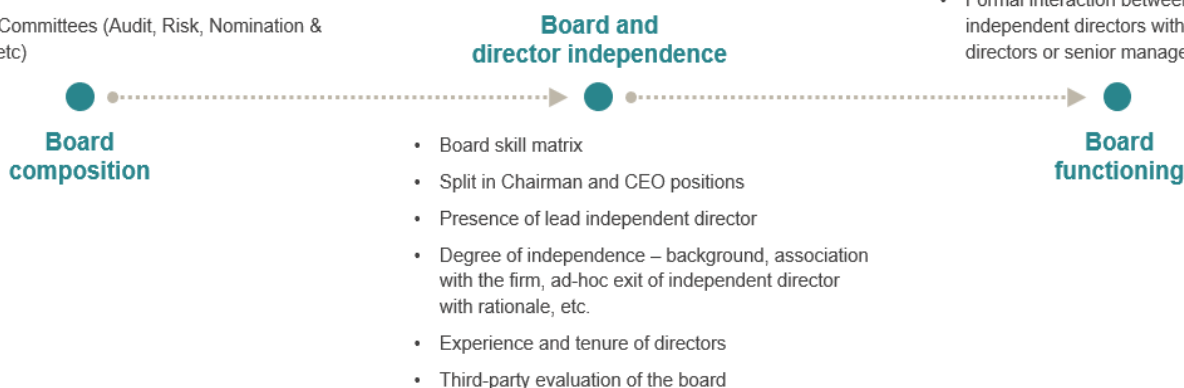 Committees (Audit, Risk, Nomination &
etc)
Board and
director independence
Formal interaction between
independent directors with
directors or senior manage
Board
composition
• Board skill matrix
• Split in Chairman and CEO positions
• Presence of lead independent director
• Degree of independence – background, association
with the firm, ad-hoc exit of independent director
with rationale, etc.
• Experience and tenure of directors
• Third-party evaluation of the board
Board
functioning